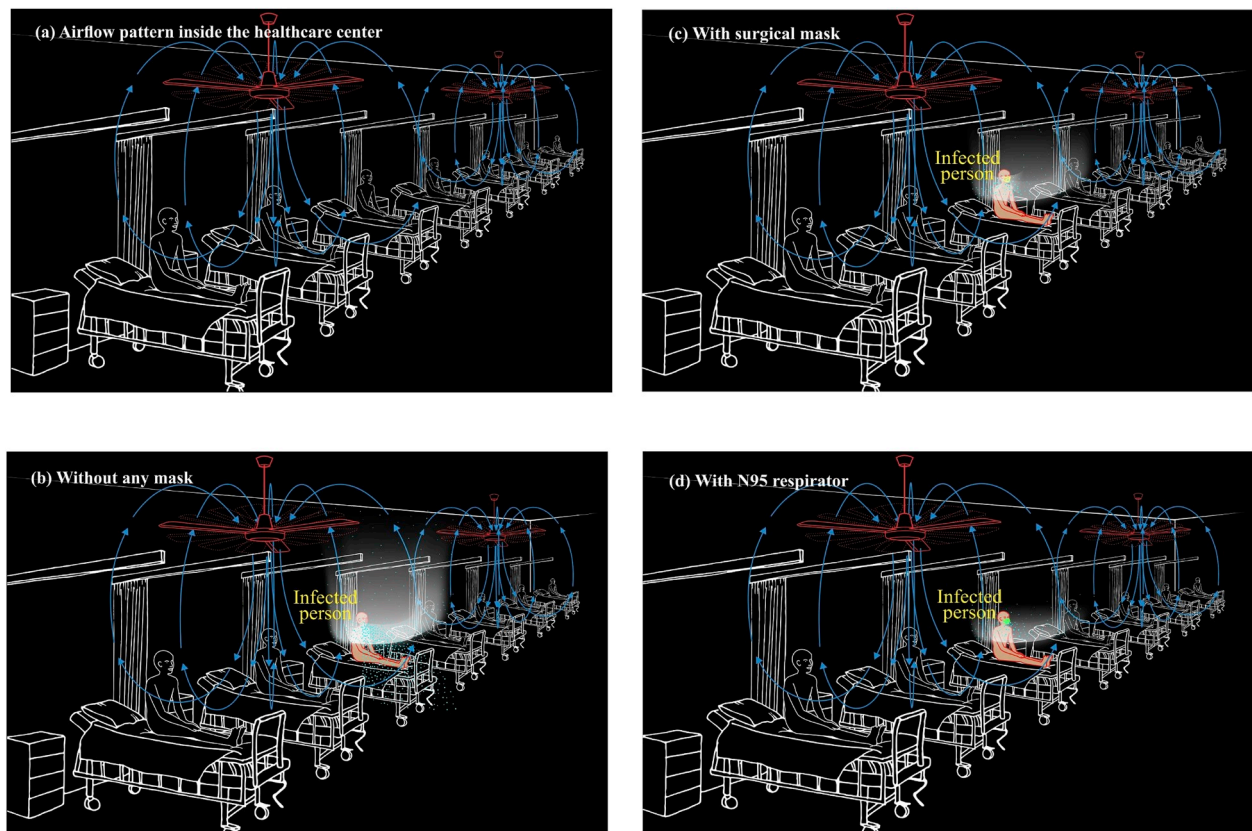 (a) Airflow pattern inside the healthcare center
(c) With surgical mask
Infected
person
(b) Without any mask
Infected
person
(d) With N95 respirator
Infected
person